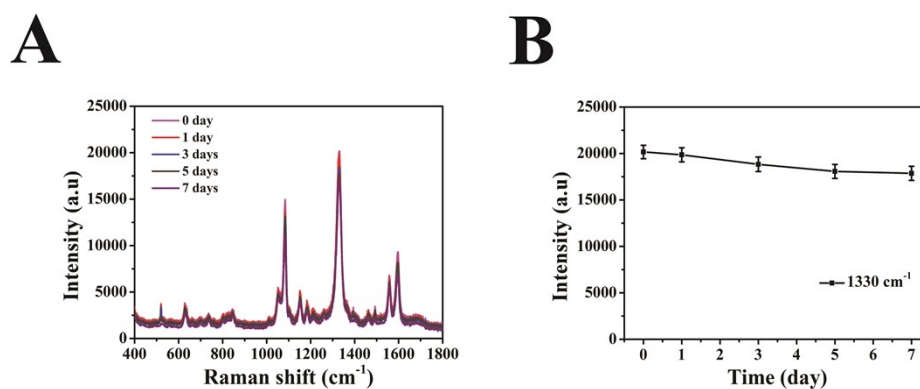 A
B
25000
20000
15000
10000
5000
0
Intensity (a.u)
0 day
1 day
3 days
5 days
7 days
400 600 800 1000 1200 1400 1600 1800
Raman shift (cm-1)
25000
20000
15000
10000
5000
0
Intensity (a.u)
1330 cm-1
0 1 2 3 4 5 6 7
Time (day)